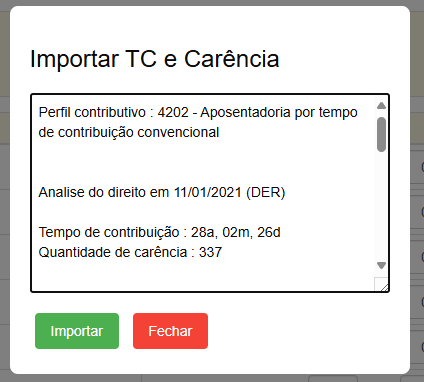 Importar TC e Carência
Perfil contributivo : 4202 - Aposentadoria por tempo
de contribuição convencional
Analise do direito em 11/01/2021 (DER)
Tempo de contribuição : 28a, 02m, 26d
Quantidade de carência : 337
Importar
Fechar